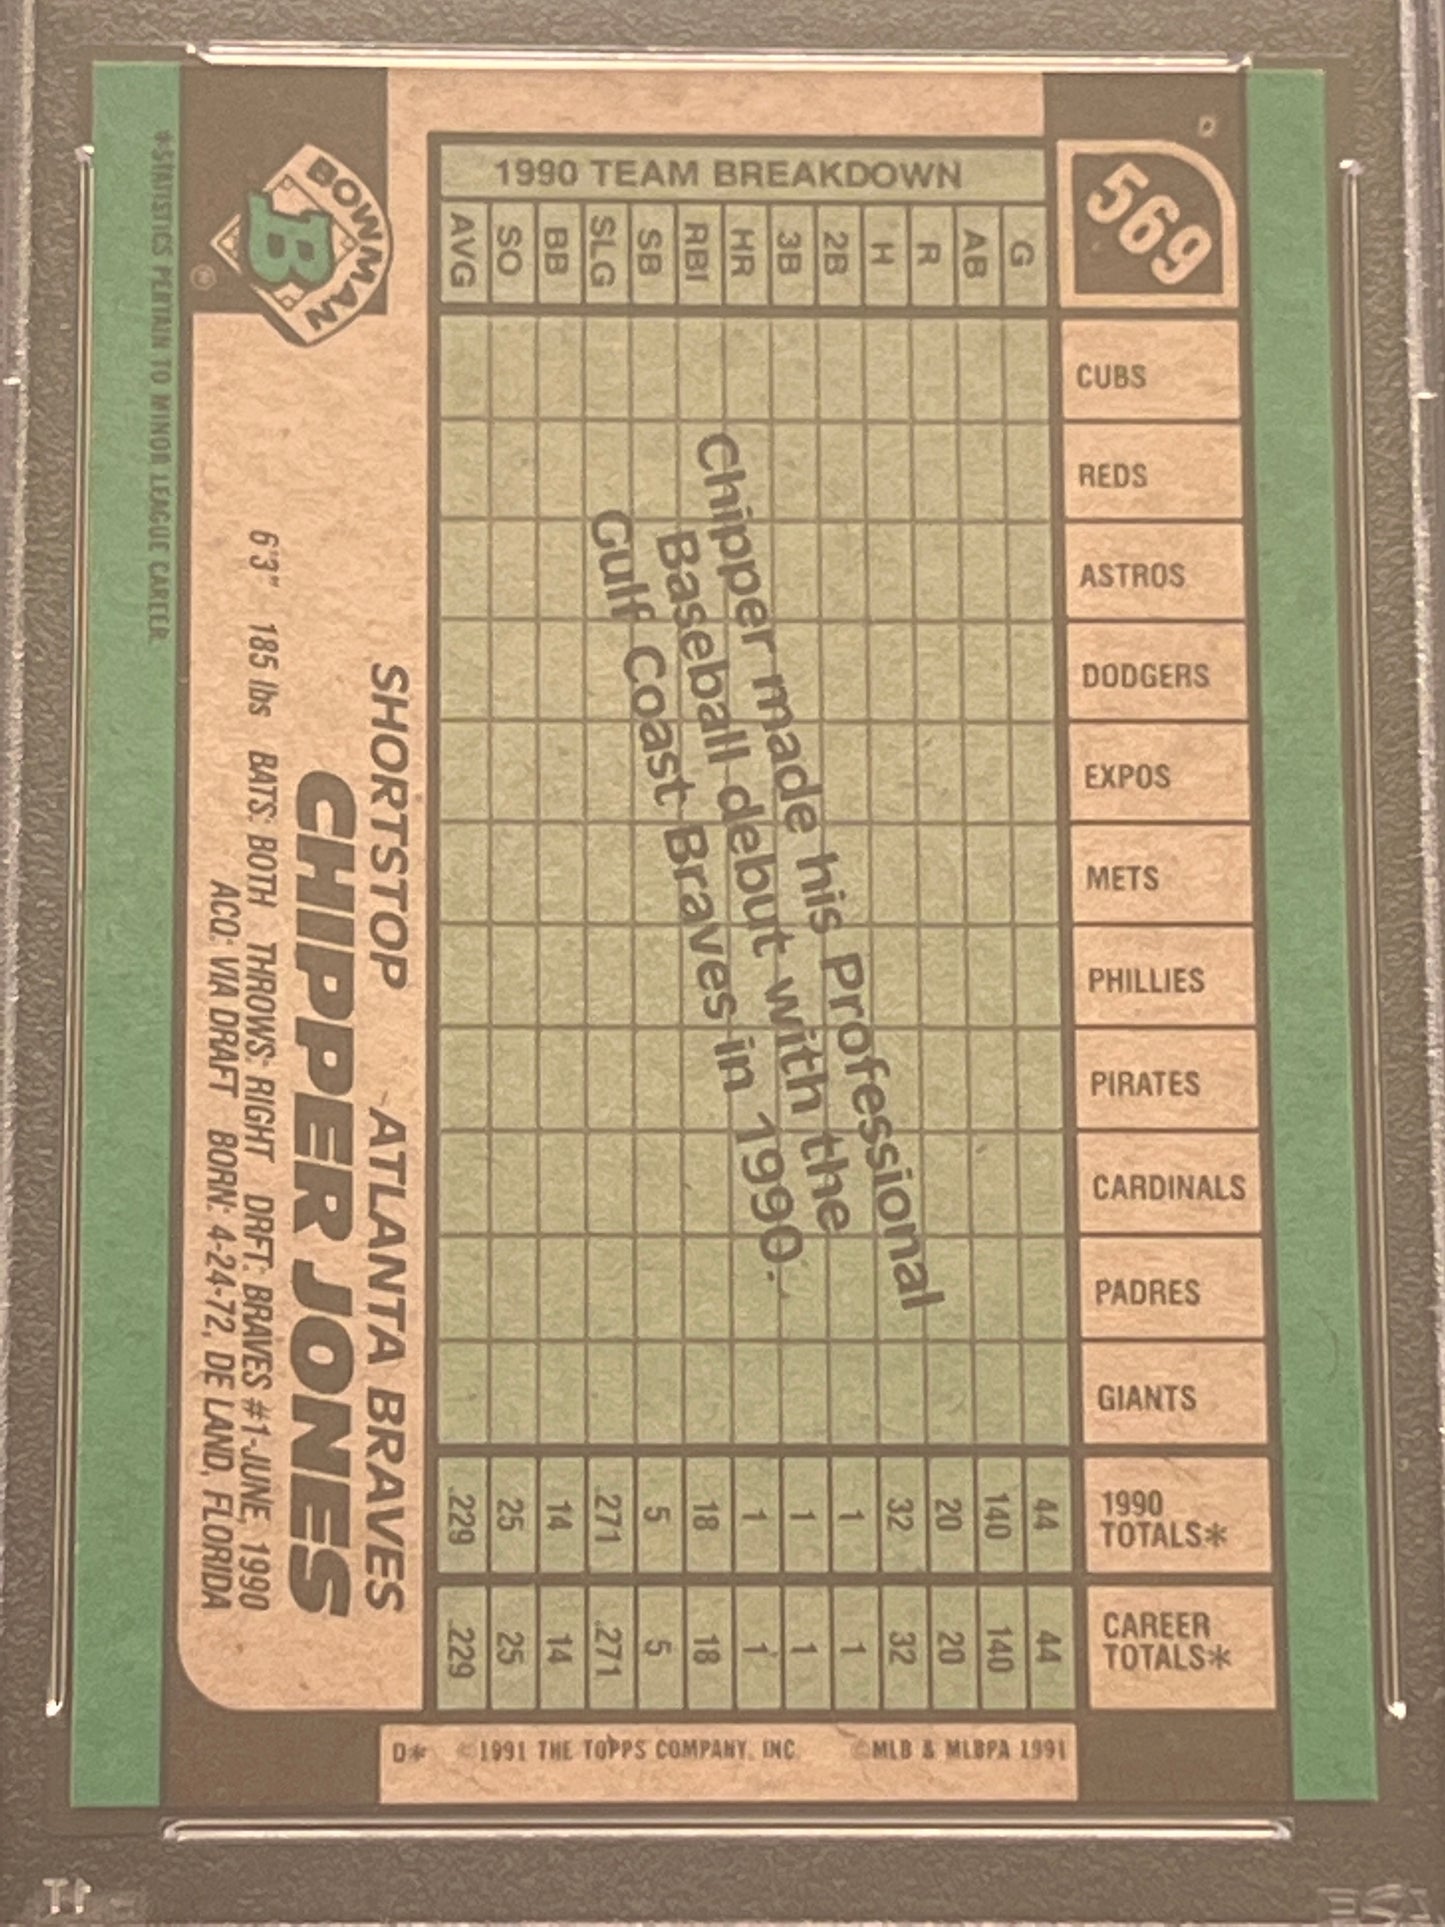 *STATISTICS PERTAIN TO MINOR LEAGUE CAREER.
BOWMAN
B
SHORTSTOP ATLANTA BRAVES
CHIPPER JONES
6'3" 185 lbs BATS: BOTH THROWS: RIGHT DRFT: BRAVES #1-JUNE, 1990
ACQ: VIA DRAFT BORN: 4-24-72, DE LAND, FLORIDA
569
1990 TEAM BREAKDOWN
G AB R H 2B 3B HR RBI SB SLG BB SO AVG
CUBS
REDS
ASTROS
DODGERS
EXPOS
METS
PHILLIES
PIRATES
CARDINALS
PADRES
GIANTS
Chipper made his Professional
Baseball debut with the
Gulf Coast Braves in 1990.
1990
TOTALS*
44 140 20 32 1 1 1 18 5 .271 14 25 .229
CAREER
TOTALS*
44 140 20 32 1 1 1 18 5 .271 14 25 .229
D* ©1991 THE TOPPS COMPANY, INC. ©MLB & MLBPA 1991